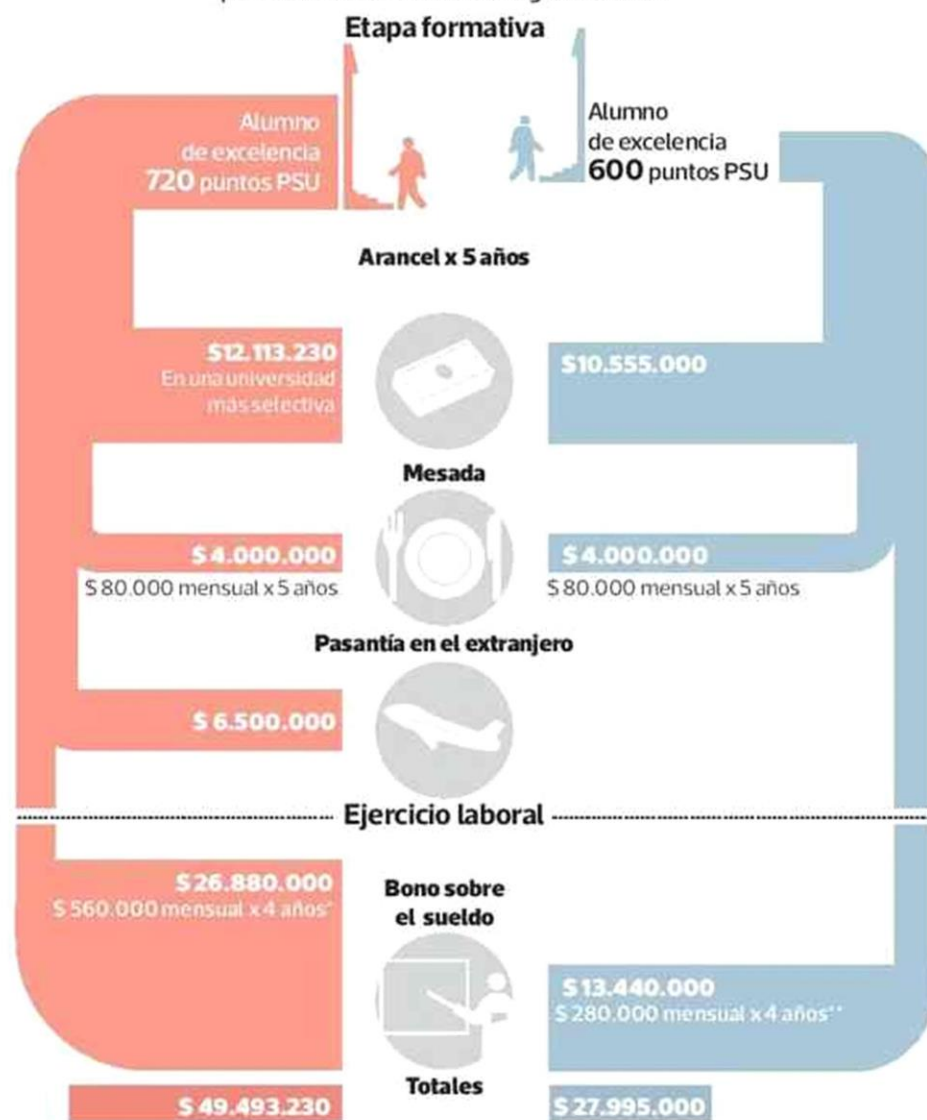 Etapa formativa
Alumno
de excelencia
720 puntos PSU
Alumno
de excelencia
600 puntos PSU
Arancel x 5 años
$12.113.230
En una universidad
más selectiva
$10.555.000
Mesada
$4.000.000
$80.000 mensual x 5 años
$4.000.000
$80.000 mensual x 5 años
Pasantía en el extranjero
$6.500.000
Ejercicio laboral
$26.880.000
$560.000 mensual x 4 años*
Bono sobre
el sueldo
$13.440.000
$280.000 mensual x 4 años**
Totales
$49.493.230
$27.995.000